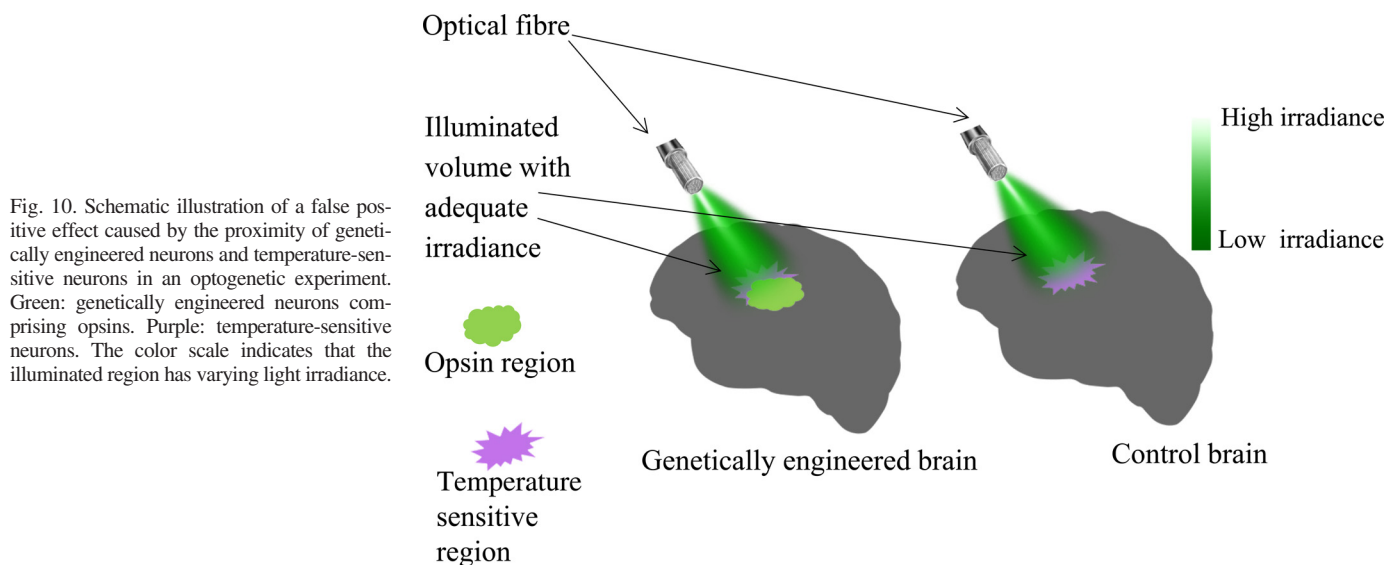 Fig. 10. Schematic illustration of a false pos-
itive effect caused by the proximity of geneti-
cally engineered neurons and temperature-sen-
sitive neurons in an optogenetic experiment.
Green: genetically engineered neurons com-
prising opsins. Purple: temperature-sensitive
neurons. The color scale indicates that the
illuminated region has varying light irradiance.
Optical fibre
Illuminated
volume with
adequate
irradiance
Opsin region
Temperature
sensitive
region
Genetically engineered brain
Control brain
High irradiance
Low irradiance